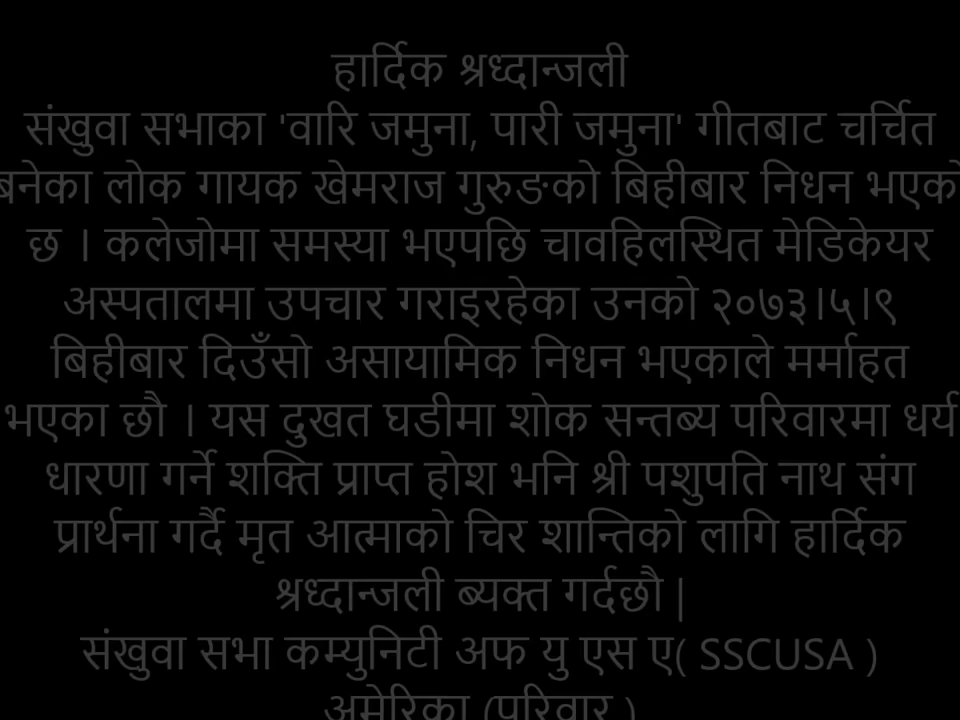 हार्दिक श्रध्दान्जली
संखुवा सभाका 'वारि जमुना, पारी जमुना' गीतबाट चर्चित
बनेका लोक गायक खेमराज गुरुङको बिहीबार निधन भएको
छ । कलेजोमा समस्या भएपछि चावहिलस्थित मेडिकेयर
अस्पतालमा उपचार गराइरहेका उनको २०७३।५।९
बिहीबार दिउँसो असायामिक निधन भएकाले मर्माहत
भएका छौ । यस दुखत घडीमा शोक सन्तब्य परिवारमा धर्य
धारणा गर्ने शक्ति प्राप्त होश भनि श्री पशुपति नाथ संग
प्रार्थना गर्दै मृत आत्माको चिर शान्तिको लागि हार्दिक
श्रध्दान्जली ब्यक्त गर्दछौ |
संखुवा सभा कम्युनिटी अफ यु एस ए( SSCUSA )
अमेरिका (परिवार )